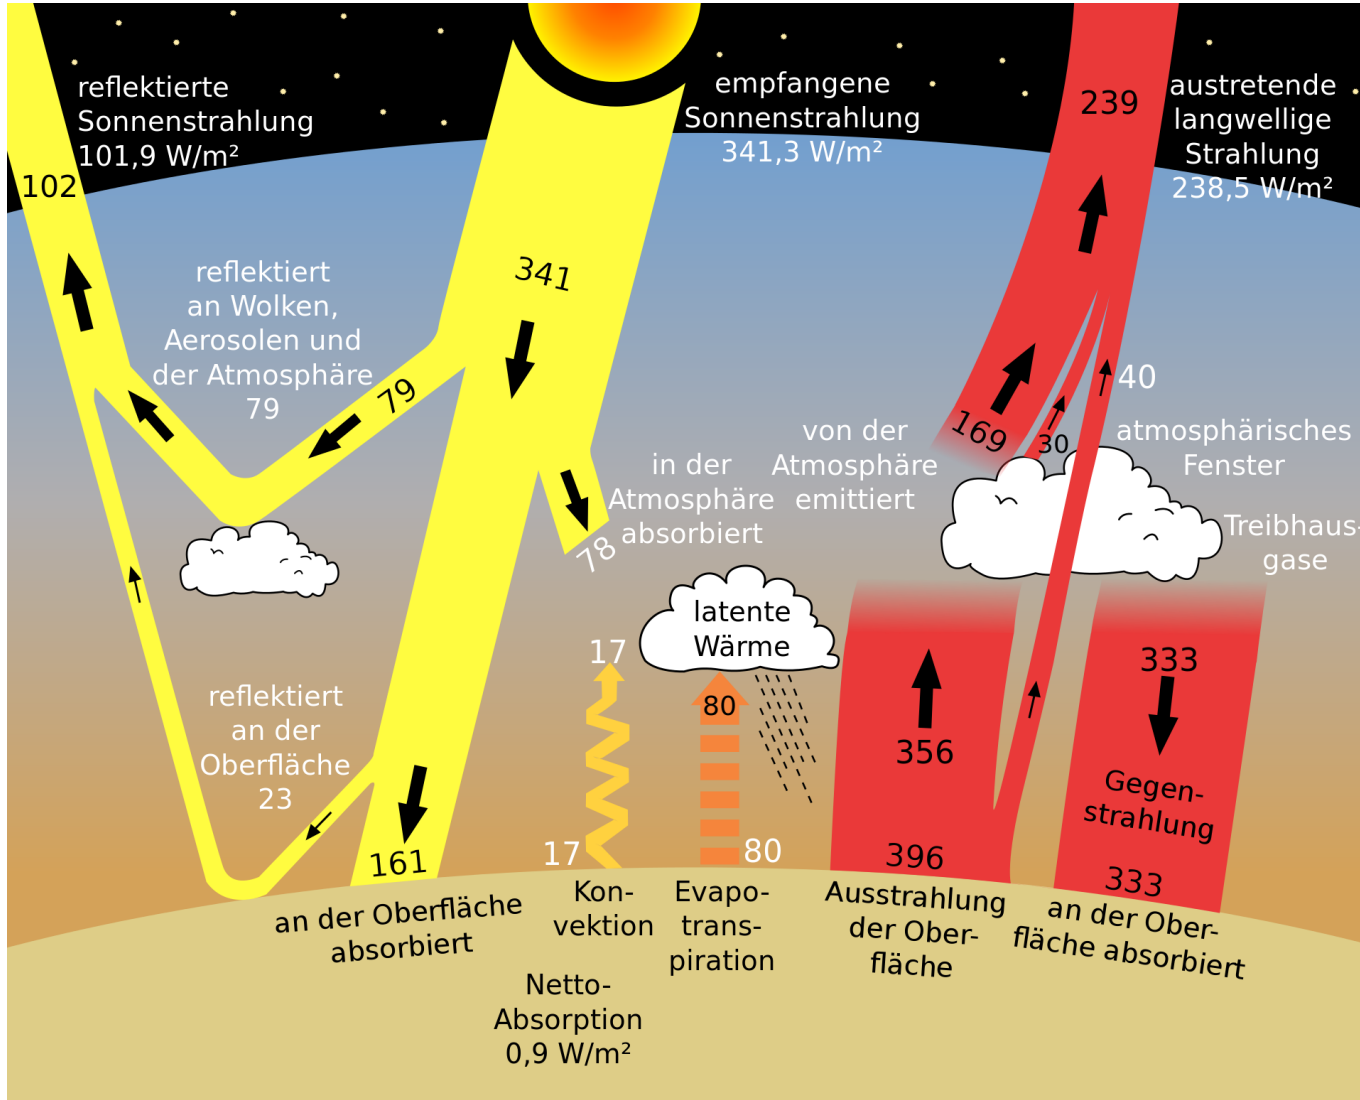 reflektierte
Sonnenstrahlung
101,9 W/m²
102
empfangene
Sonnenstrahlung
341,3 W/m²
239
austretende
langwellige
Strahlung
238,5 W/m²
reflektiert
an Wolken,
Aerosolen und
der Atmosphäre
79
79
341
78
in der
Atmosphäre
absorbiert
von der
Atmosphäre
emittiert
169
30
40
atmosphärisches
Fenster
Treibhaus-
gase
latente
Wärme
17
80
356
333
Gegen-
strahlung
reflektiert
an der
Oberfläche
23
161
17
80
396
333
an der Oberfläche
absorbiert
Kon-
vektion
Evapo-
trans-
piration
Ausstrahlung
der Ober-
fläche
an der Ober-
fläche absorbiert
Netto-
Absorption
0,9 W/m²